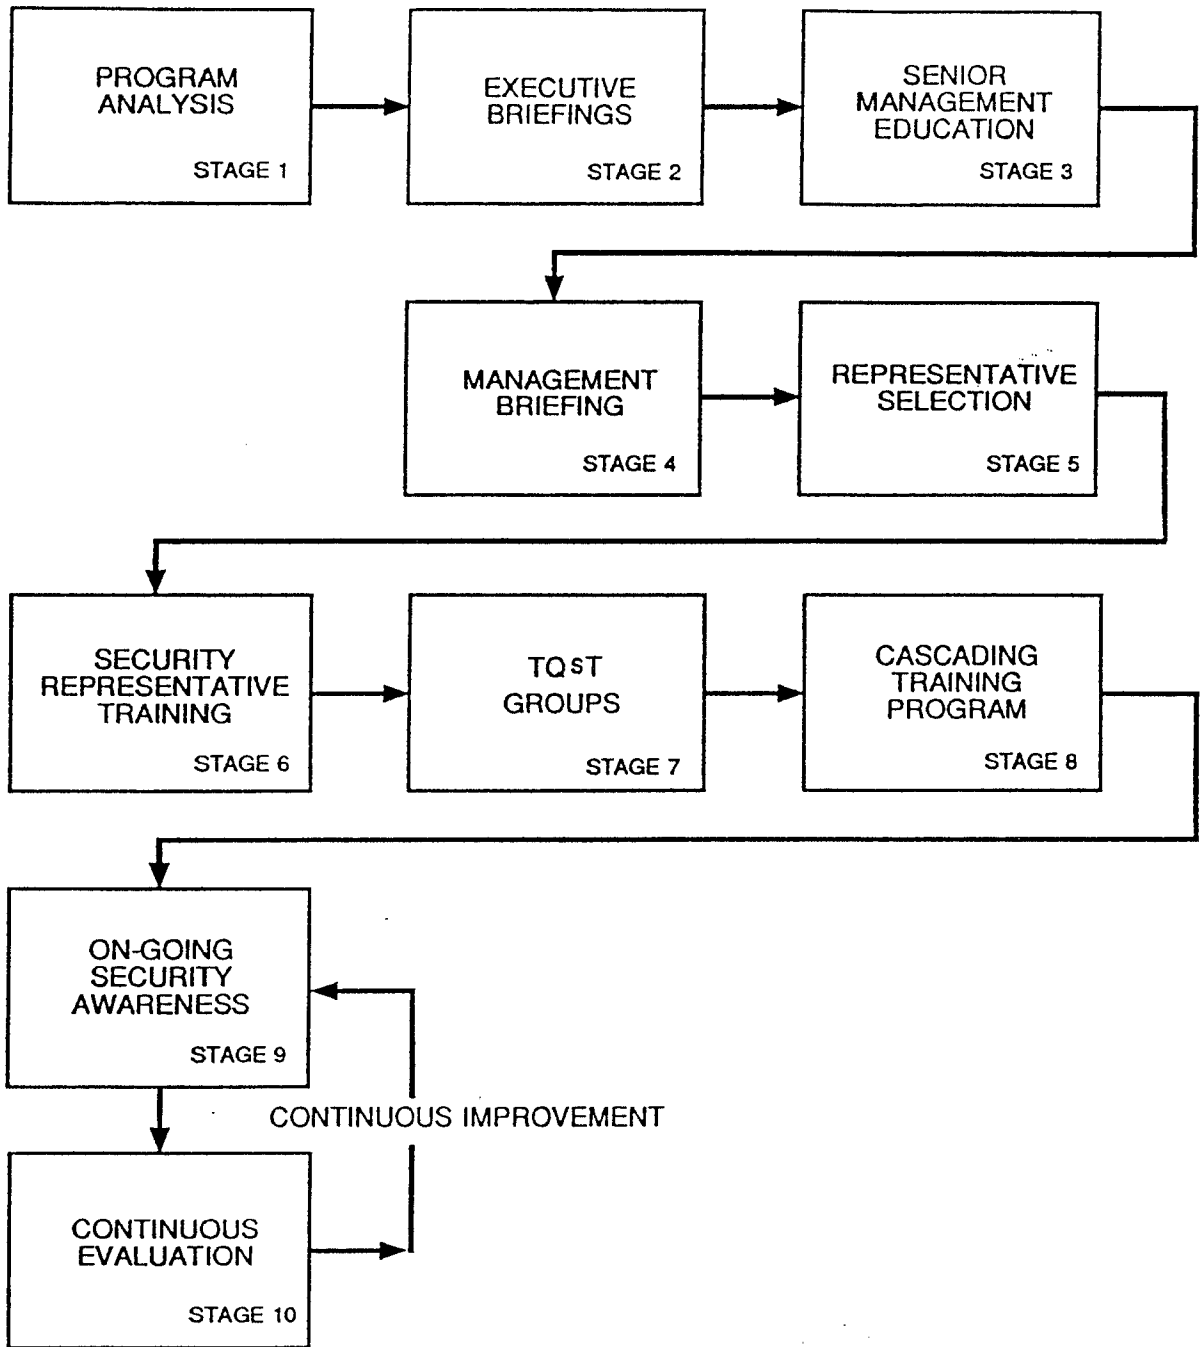 PROGRAM
ANALYSIS
STAGE 1
EXECUTIVE
BRIEFINGS
STAGE 2
SENIOR
MANAGEMENT
EDUCATION
STAGE 3
MANAGEMENT
BRIEFING
STAGE 4
REPRESENTATIVE
SELECTION
STAGE 5
SECURITY
REPRESENTATIVE
TRAINING
STAGE 6
TQST
GROUPS
STAGE 7
CASCADING
TRAINING
PROGRAM
STAGE 8
ON-GOING
SECURITY
AWARENESS
STAGE 9
CONTINUOUS IMPROVEMENT
CONTINUOUS
EVALUATION
STAGE 10